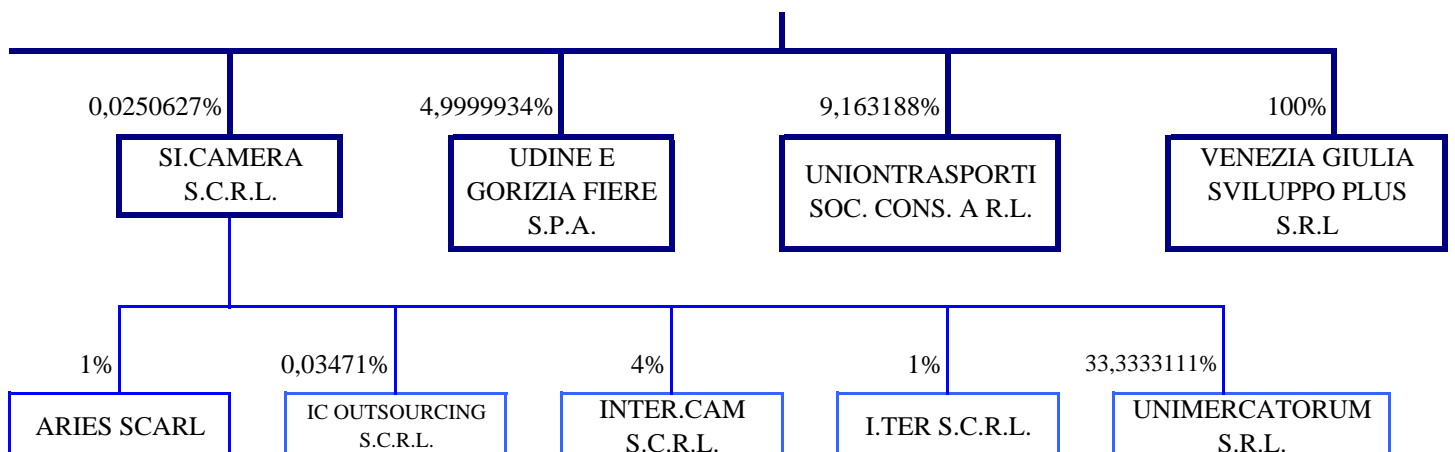 0,0250627%
4,9999934%
9,163188%
100%
SI.CAMERA
S.C.R.L.
UDINE E
GORIZIA FIERE
S.P.A.
UNIONTRASPORTI
SOC. CONS. A R.L.
VENEZIA GIULIA
SVILUPPO PLUS
S.R.L
1%
0,03471%
4%
1%
33,3333111%
ARIES SCARL
IC OUTSOURCING
S.C.R.L.
INTER.CAM
S.C.R.L.
I.TER S.C.R.L.
UNIMERCATORUM
S.R.L.